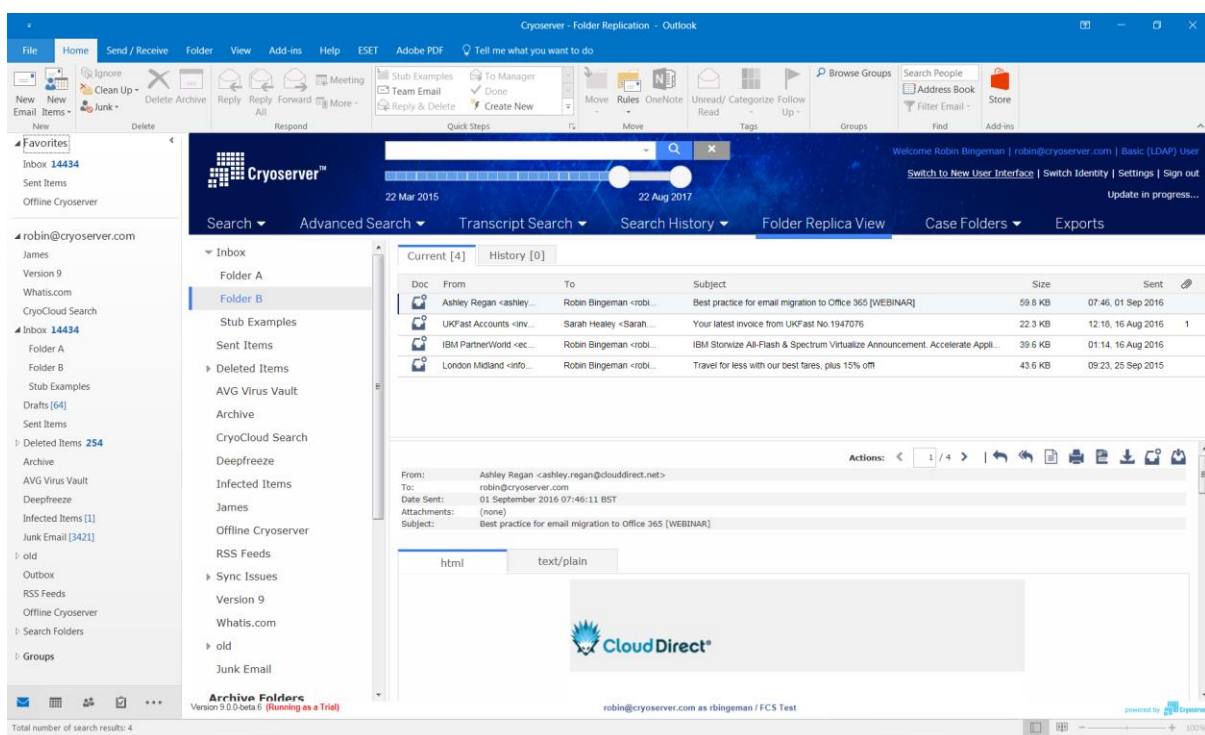 Cryoserver - Folder Replication - Outlook
File Home Send / Receive Folder View Add-ins Help ESET Adobe PDF Tell me what you want to do
New Email
New Items
Ignore
Clean Up
Junk
Delete
Archive
Reply
Reply All
Forward
Meeting
More
Stub Examples
Team Email
Reply & Delete
To Manager
Done
Create New
Move
Rules
OneNote
Unread/ Read
Categorize
Follow Up
Browse Groups
Search People
Address Book
Filter Email
Store
New Delete Respond Quick Steps Move Tags Groups Find Add-ins
Favorites
Inbox 14434
Sent Items
Offline Cryoserver
robin@cryoserver.com
James
Version 9
Whatis.com
CryoCloud Search
Inbox 14434
Folder A
Folder B
Stub Examples
Drafts [64]
Sent Items
Deleted Items 254
Archive
AVG Virus Vault
Deepfreeze
Infected Items [1]
Junk Email [3421]
old
Outbox
RSS Feeds
Offline Cryoserver
Search Folders
Groups
Cryoserver™
22 Mar 2015 22 Aug 2017
Welcome Robin Bingeman | robin@cryoserver.com | Basic (LDAP) User
Switch to New User Interface | Switch Identity | Settings | Sign out
Update in progress...
Search Advanced Search Transcript Search Search History Folder Replica View Case Folders Exports
Inbox
Folder A
Folder B
Stub Examples
Sent Items
Deleted Items
AVG Virus Vault
Archive
CryoCloud Search
Deepfreeze
Infected Items
James
Offline Cryoserver
RSS Feeds
Sync Issues
Version 9
Whatis.com
old
Junk Email
Archive Folders
Current [4] History [0]
Doc From To Subject Size Sent
Ashley Regan <ashley... Robin Bingeman <robi... Best practice for email migration to Office 365 [WEBINAR] 59.8 KB 07:46, 01 Sep 2016
UKFast Accounts <inv... Sarah Healey <Sarah.... Your latest invoice from UKFast No.1947076 22.3 KB 12:18, 16 Aug 2016 1
IBM PartnerWorld <ec... Robin Bingeman <robi... IBM Storwize All-Flash & Spectrum Virtualize Announcement. Accelerate Appli... 39.6 KB 01:14, 16 Aug 2016
London Midland <info... Robin Bingeman <robi... Travel for less with our best fares, plus 15% off! 43.6 KB 09:23, 25 Sep 2015
Actions: 1 / 4
From: Ashley Regan <ashley.regan@clouddirect.net>
To: robin@cryoserver.com
Date Sent: 01 September 2016 07:46:11 BST
Attachments: (none)
Subject: Best practice for email migration to Office 365 [WEBINAR]
html text/plain
Cloud Direct®
Version 9.0.0-beta.6 (Running as a Trial)
robin@cryoserver.com as rbingeman / FCS Test
powered by Cryoserver
Total number of search results: 4
100%